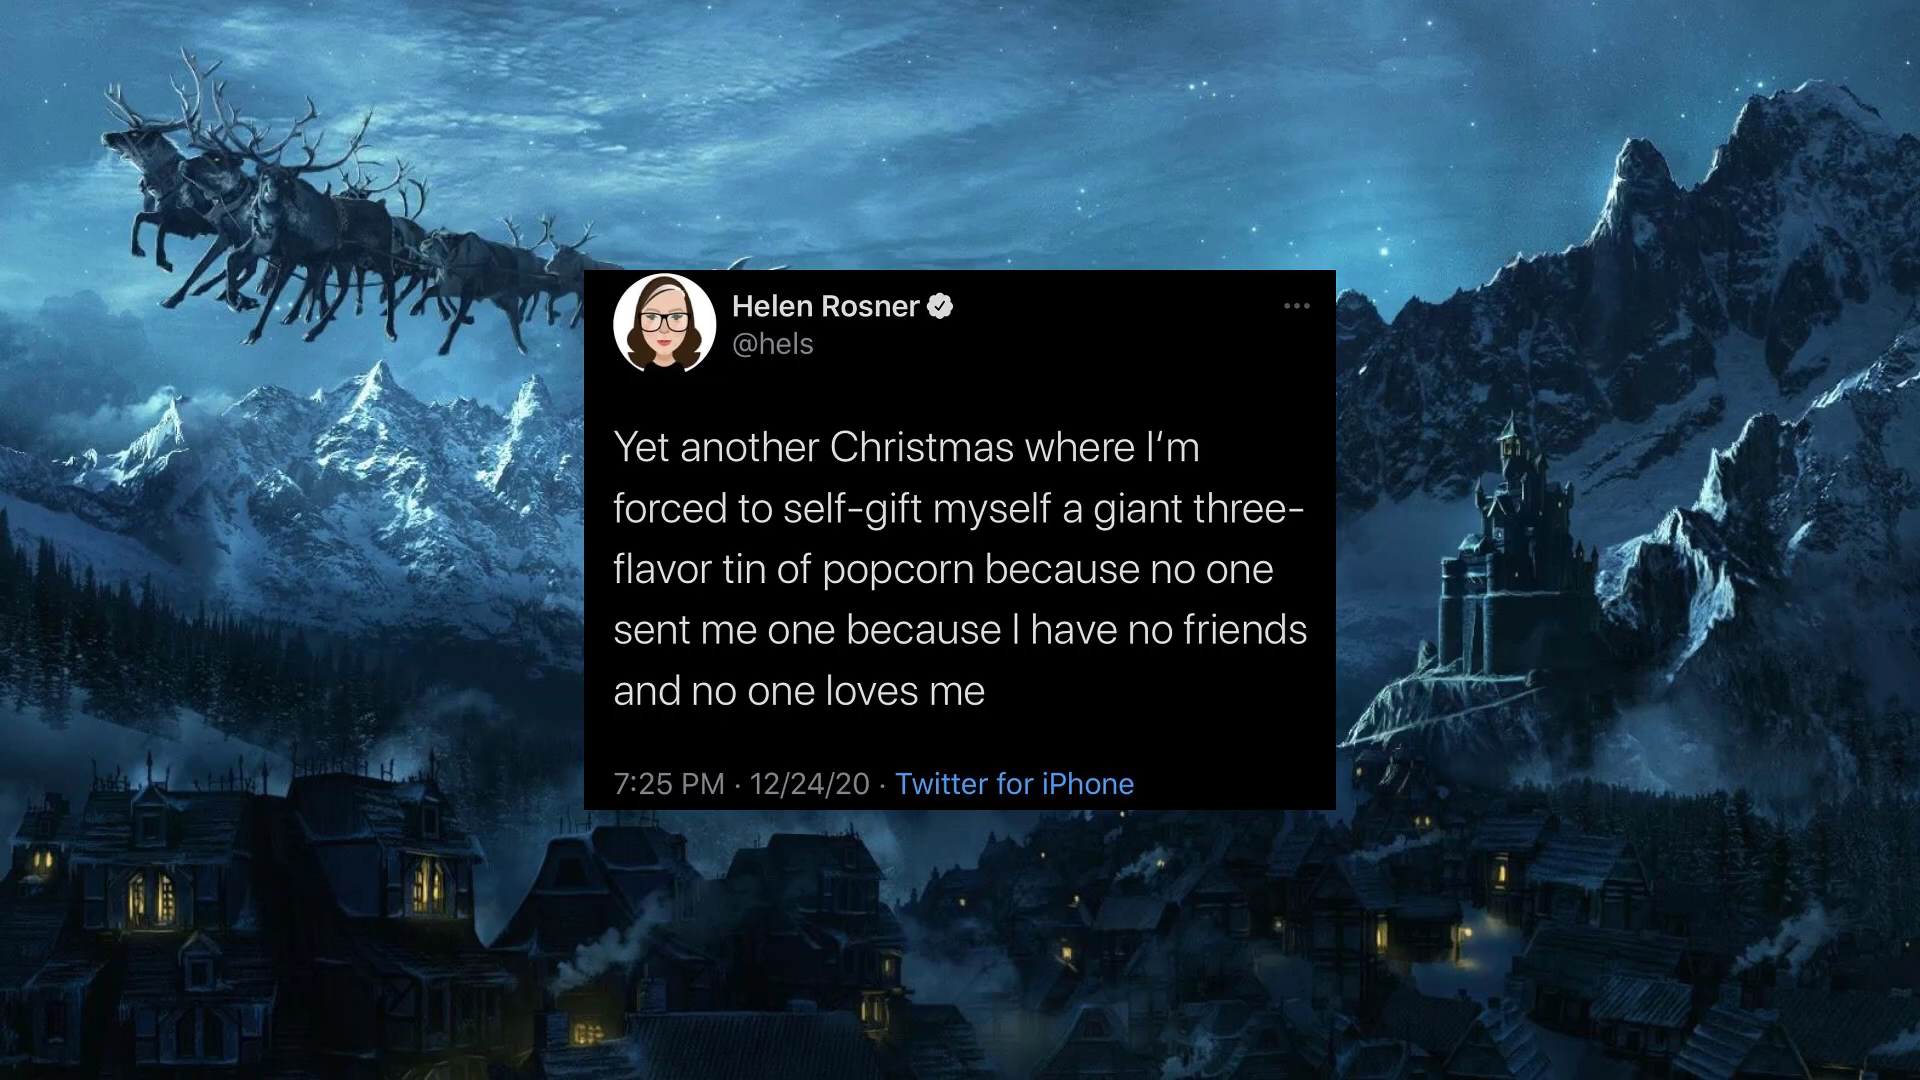 Helen Rosner
@hels
Yet another Christmas where I'm
forced to self-gift myself a giant three-
flavor tin of popcorn because no one
sent me one because I have no friends
and no one loves me
7:25 PM · 12/24/20 · Twitter for iPhone